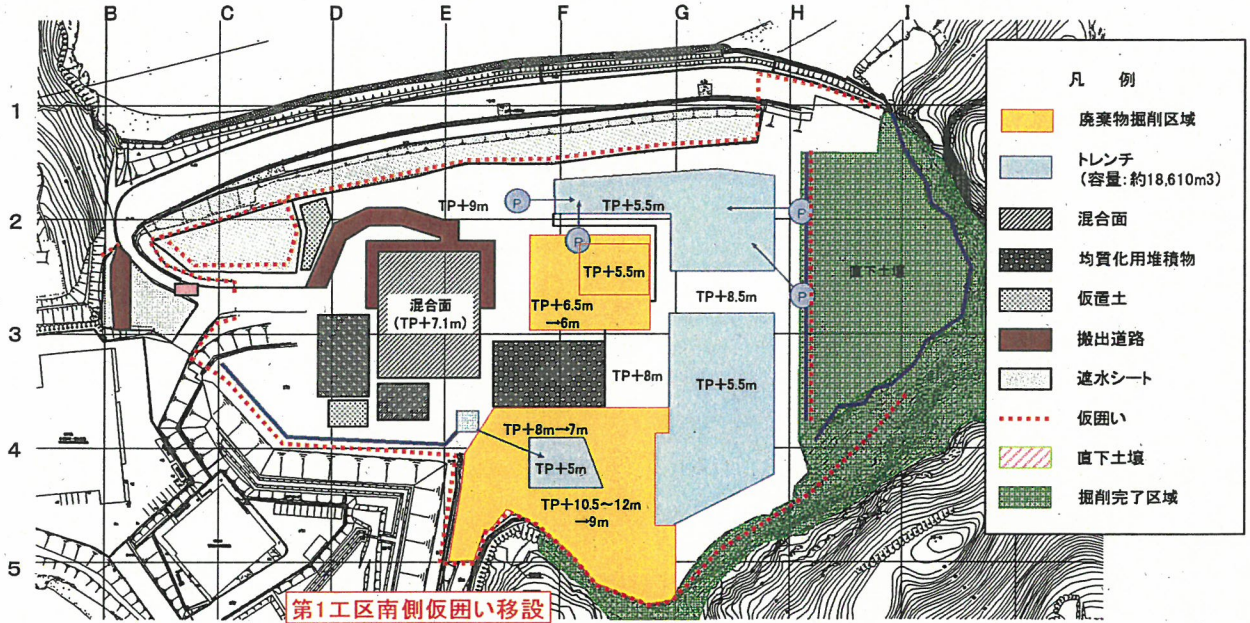 B C D E F G H I
1
2
3
4
5
TP+9m
P
P
P
P
TP+5.5m
TP+5.5m
直下土壌
混合面
(TP+7.1m)
TP+6.5m
→6m
TP+8.5m
TP+8m
TP+5.5m
TP+8m→7m
TP+5m
TP+10.5~12m
→9m
第1工区南側仮囲い移設
凡 例
廃棄物掘削区域
トレンチ
(容量:約18,610m3)
混合面
均質化用堆積物
仮置土
搬出道路
遮水シート
仮囲い
直下土壌
掘削完了区域